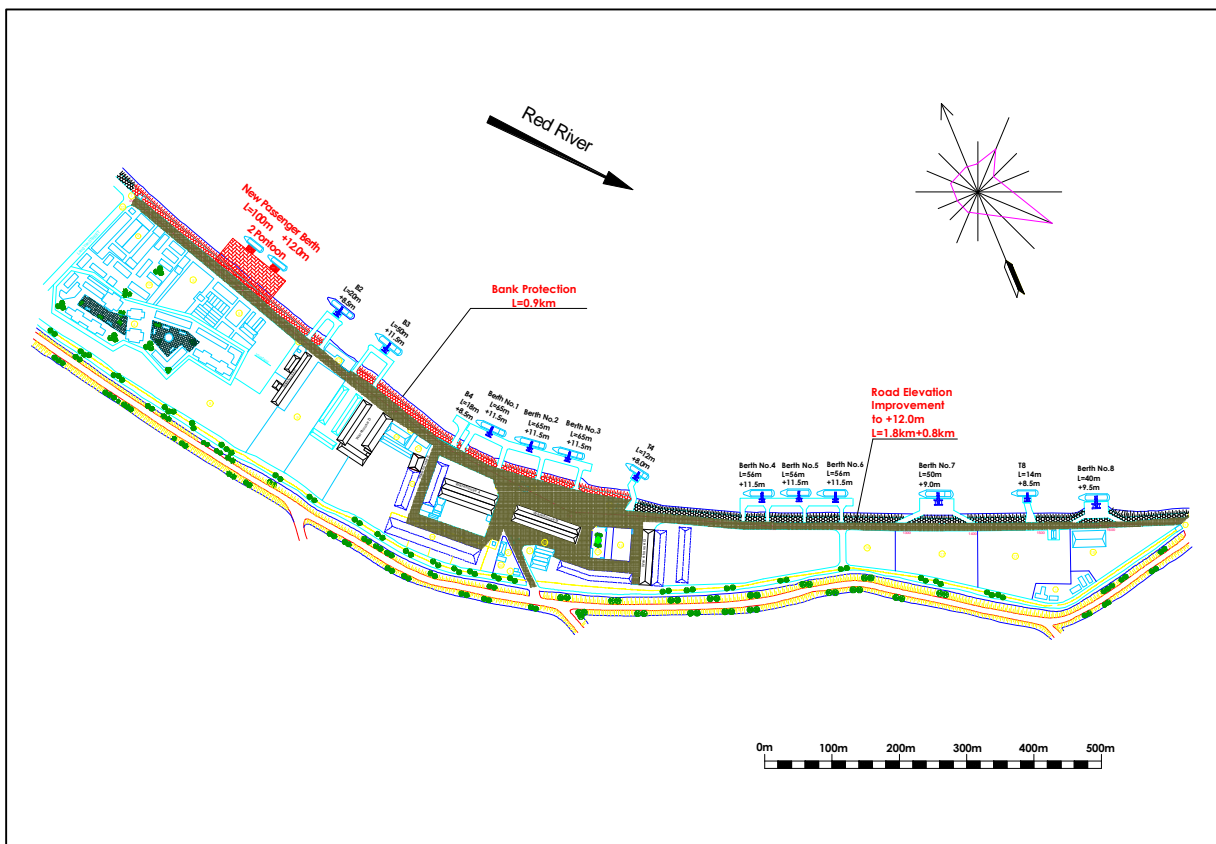 Red River
New Passenger Berth
L=100m +12.0m
2 Pontoon
B2
L=20m
+8.5m
B3
L=50m
+11.5m
Bank Protection
L=0.9km
B4
L=18m
+8.5m
Berth No.1
L=65m
+11.5m
Berth No.2
L=65m
+11.5m
Berth No.3
L=65m
+11.5m
T4
L=12m
+8.0m
Road Elevation
Improvement
to +12.0m
L=1.8km+0.8km
Berth No.4
L=56m
+11.5m
Berth No.5
L=56m
+11.5m
Berth No.6
L=56m
+11.5m
Berth No.7
L=50m
+9.0m
T8
L=14m
+8.5m
Berth No.8
L=40m
+9.5m
0m 100m 200m 300m 400m 500m